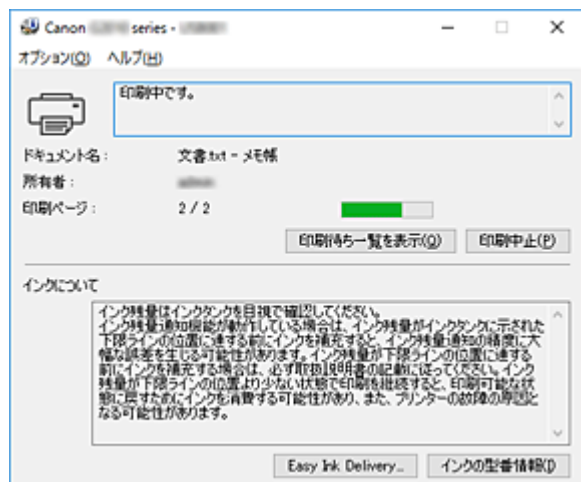 Canon series -
オプション(O) ヘルプ(H)
印刷中です。
ドキュメント名 : 文書.txt - メモ帳
所有者 :
印刷ページ : 2 / 2
印刷待ち一覧を表示(Q) 印刷中止(P)
インクについて
インク残量はインクタンクを目視で確認してください。
インク残量通知機能が動作している場合は、インク残量がインクタンクに示された
下限ラインの位置に達する前にインクを補充すると、インク残量通知の精度に大
幅な誤差を生じる可能性があります。インク残量が下限ラインの位置に達する
前にインクを補充する場合は、必ず取扱説明書の記載に従ってください。インク
残量が下限ラインの位置より少ない状態で印刷を継続すると、印刷可能な状
態に戻すためにインクを消費する可能性があり、また、プリンターの故障の原因と
なる可能性があります。
Easy Ink Delivery... インクの型番情報(I)